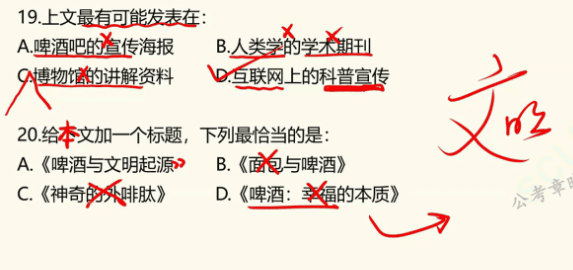 19.上文最有可能发表在：
A.啤酒吧的宣传海报 B.人类学的学术期刊
C.博物馆的讲解资料 D.互联网上的科普宣传
文明
20.给本文加一个标题，下列最恰当的是：
A.《啤酒与文明起源》 B.《面包与啤酒》
C.《神奇的外啡肽》 D.《啤酒：幸福的本质》
公考章